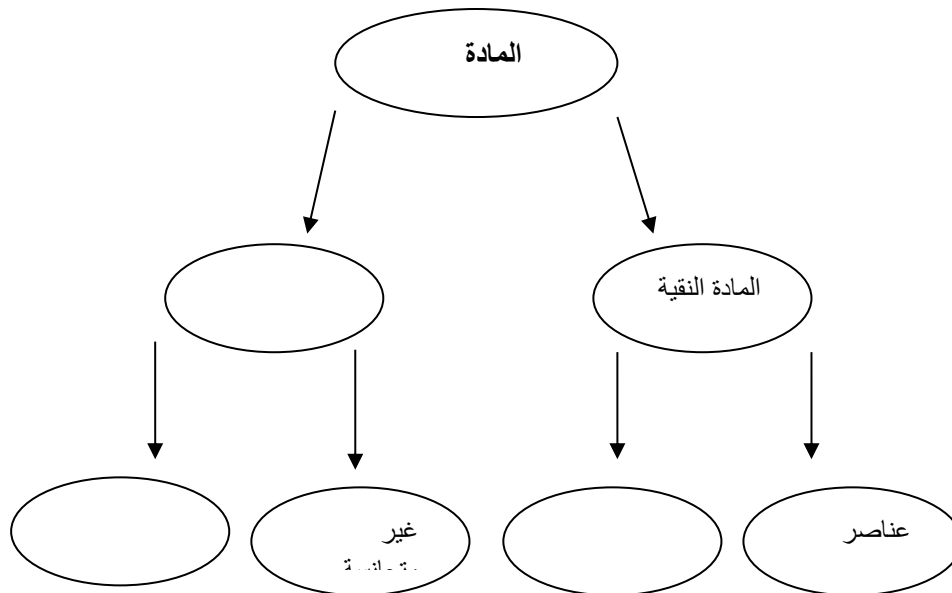 المادة
المادة النقية
عناصر
غير